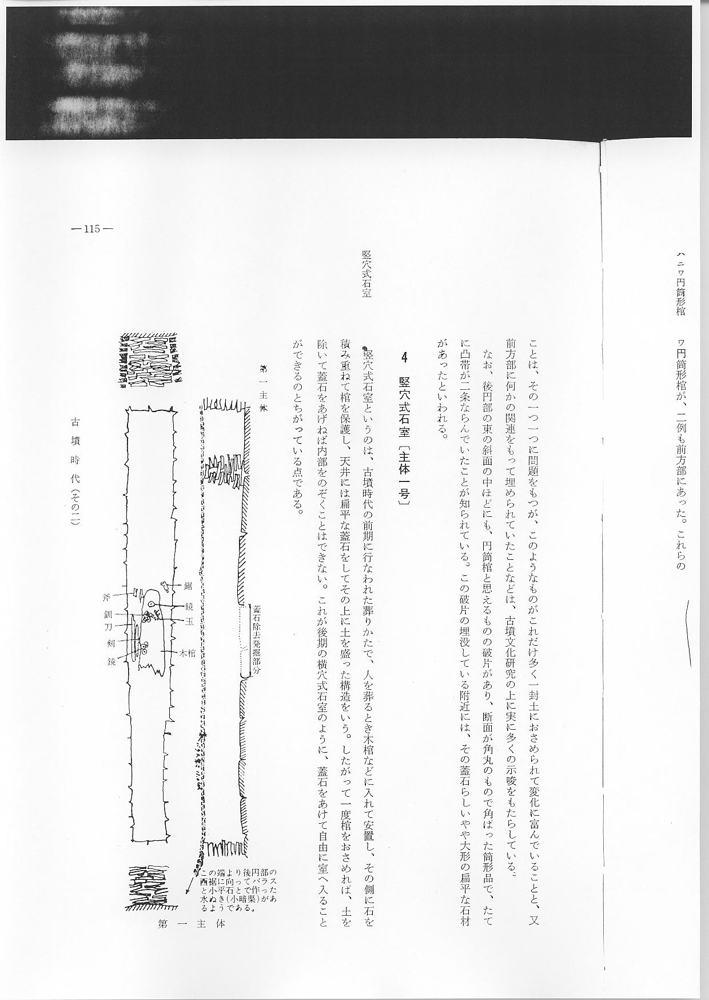 ハニワ円筒形棺
ワ円筒形棺が、二例も前方部にあった。これらの
ことは、その一つ一つに問題をもつが、このようなものがこれだけ多く一封土におさめられて変化に富んでいることと、又
前方部に何かの関連をもって埋められていたことなどは、古墳文化研究の上に実に多くの示唆をもたらしている。
なお、後円部の東の斜面の中ほどにも、円筒棺と思えるものの破片があり、断面が角丸のもので角ばった筒形品で、たて
に凸帯が二条ならんでいたことが知られている。この破片の埋没している附近には、その蓋石らしいやや大形の扁平な石材
があったといわれる。
4 竪穴式石室〔主体一号〕
竪穴式石室
竪穴式石室というのは、古墳時代の前期に行なわれた葬りかたで、人を葬るとき木棺などに入れて安置し、その側に石を
積み重ねて棺を保護し、天井には扁平な蓋石をしてその上に土を盛った構造をいう。したがって一度棺をおさめれば、土を
除いて蓋石をあげねば内部をのぞくことはできない。これが後期の横穴式石室のように、蓋石をあけて自由に室へ入ること
ができるのとちがっている点である。
第一主体
蓋石除去発掘部分
鋸
鏡
玉
木棺
斧
釧
刀
剣
鏡
この端より後円部の
西裾に向ってバラス
と小平石とで作った
水ぬき(小暗渠)があ
るようである。
第一主体
古墳時代(その二)
—115—